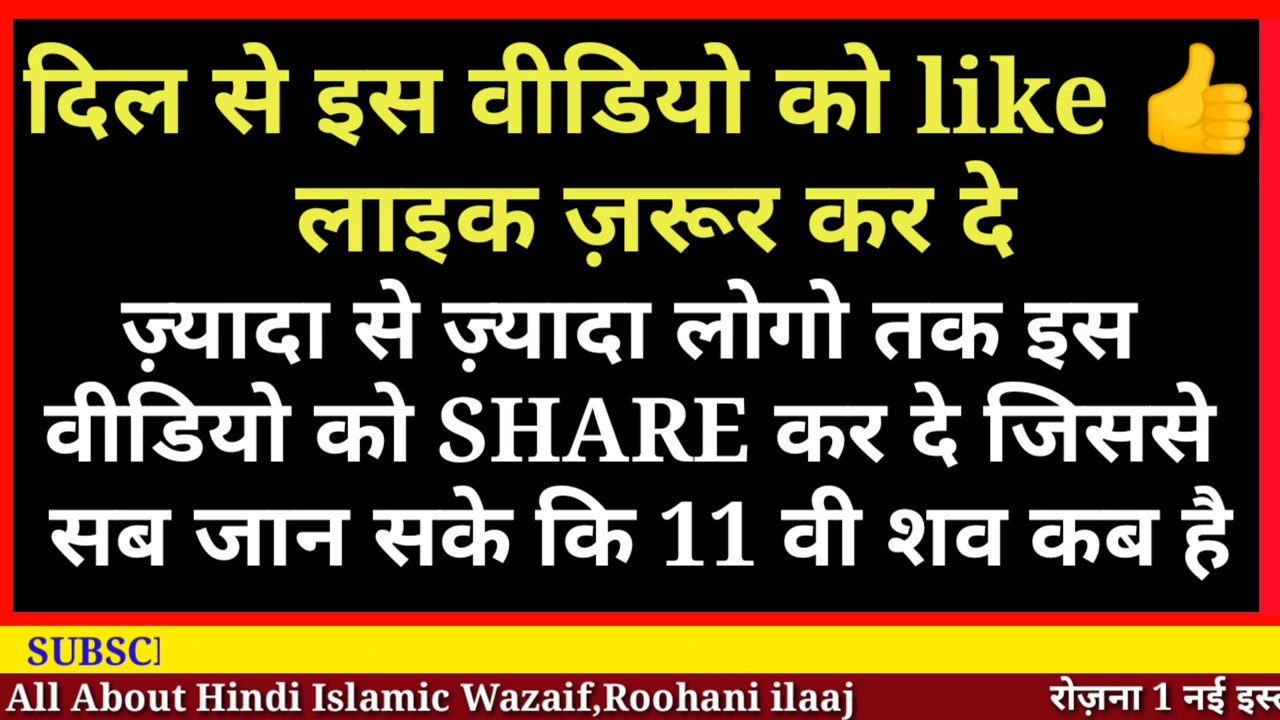 दिल से इस वीडियो को like 👍
लाइक ज़रूर कर दे
ज़्यादा से ज़्यादा लोगो तक इस
वीडियो को SHARE कर दे जिससे
सब जान सके कि 11 वी शव कब है
SUBSC
All About Hindi Islamic Wazaif,Roohani ilaaj रोज़ना 1 नई